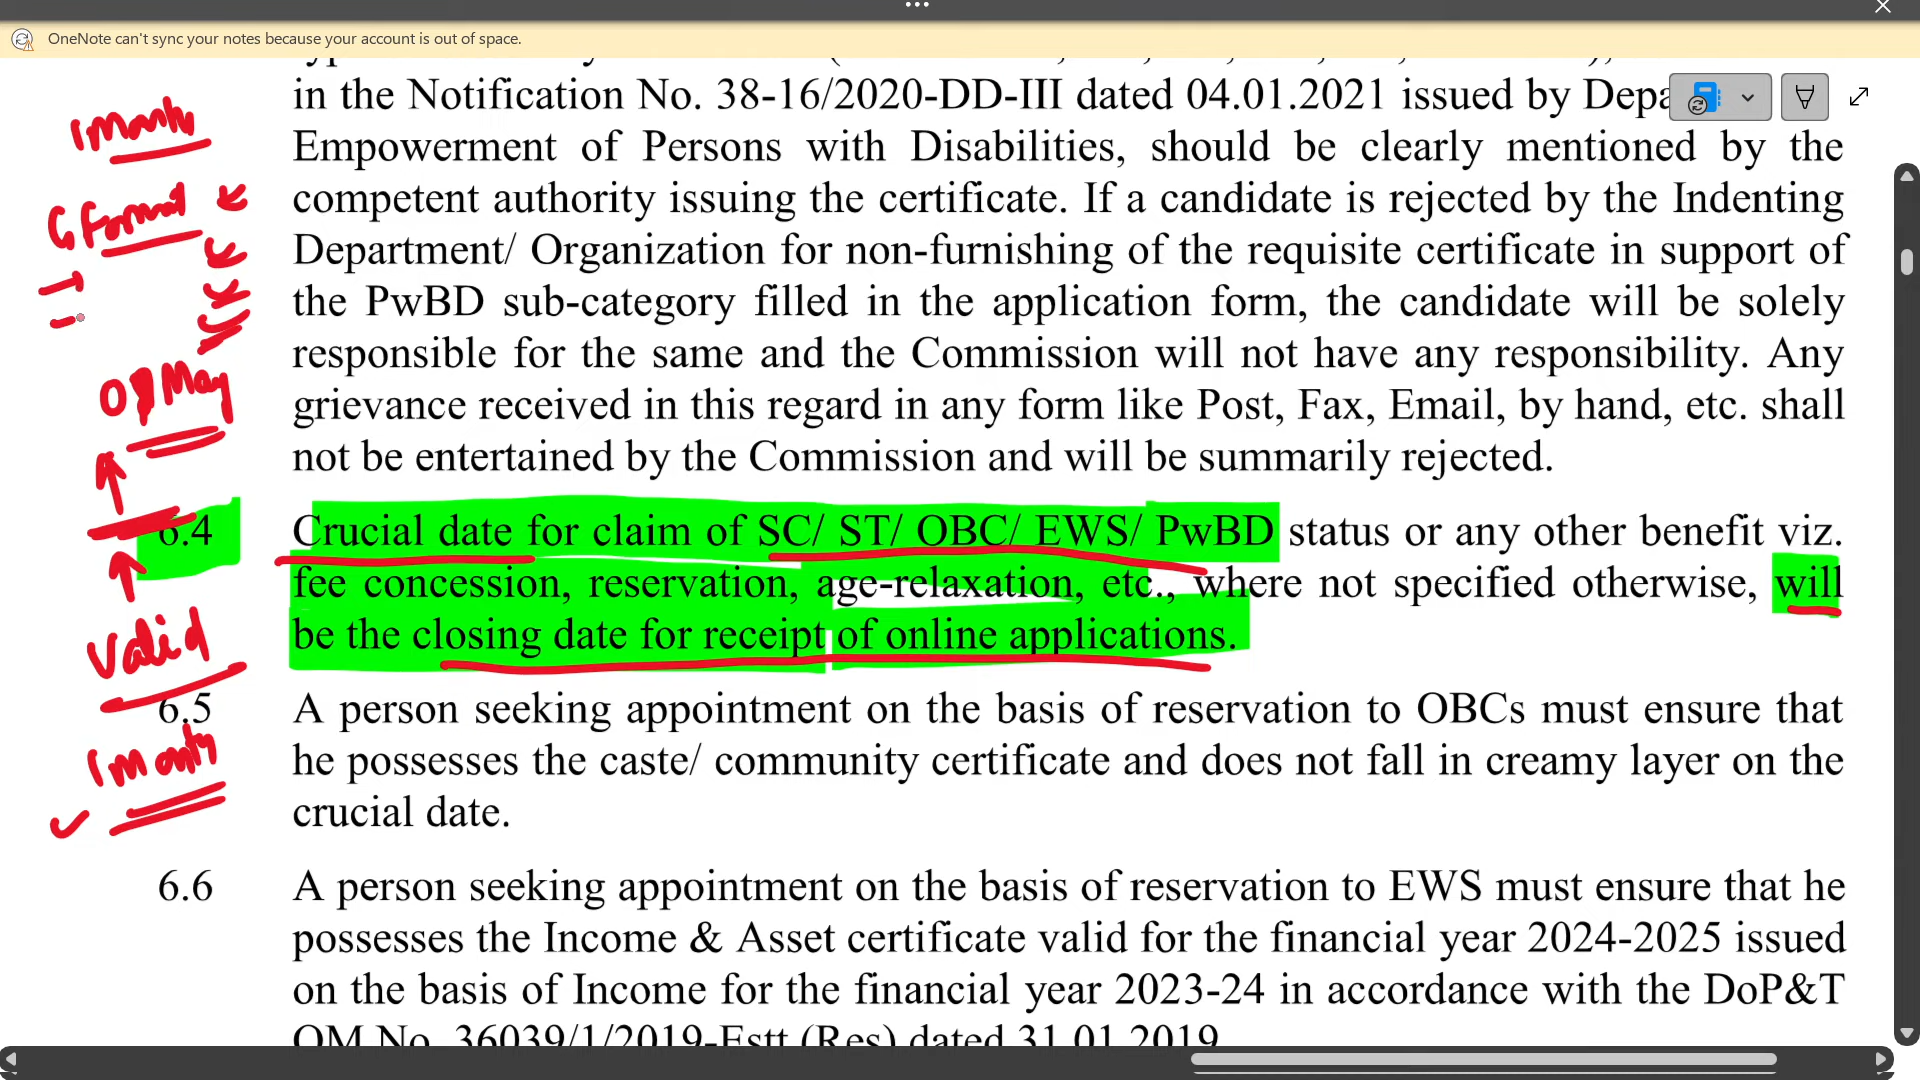 OneNote can't sync your notes because your account is out of space.
in the Notification No. 38-16/2020-DD-III dated 04.01.2021 issued by Depa
Empowerment of Persons with Disabilities, should be clearly mentioned by the
competent authority issuing the certificate. If a candidate is rejected by the Indenting
Department/ Organization for non-furnishing of the requisite certificate in support of
the PwBD sub-category filled in the application form, the candidate will be solely
responsible for the same and the Commission will not have any responsibility. Any
grievance received in this regard in any form like Post, Fax, Email, by hand, etc. shall
not be entertained by the Commission and will be summarily rejected.
6.4 Crucial date for claim of SC/ ST/ OBC/ EWS/ PwBD status or any other benefit viz.
fee concession, reservation, age-relaxation, etc., where not specified otherwise, will
be the closing date for receipt of online applications.
6.5 A person seeking appointment on the basis of reservation to OBCs must ensure that
he possesses the caste/ community certificate and does not fall in creamy layer on the
crucial date.
6.6 A person seeking appointment on the basis of reservation to EWS must ensure that he
possesses the Income & Asset certificate valid for the financial year 2024-2025 issued
on the basis of Income for the financial year 2023-24 in accordance with the DoP&T
OM No. 36039/1/2019-Estt (Res) dated 31.01.2019
Format
May
Valid